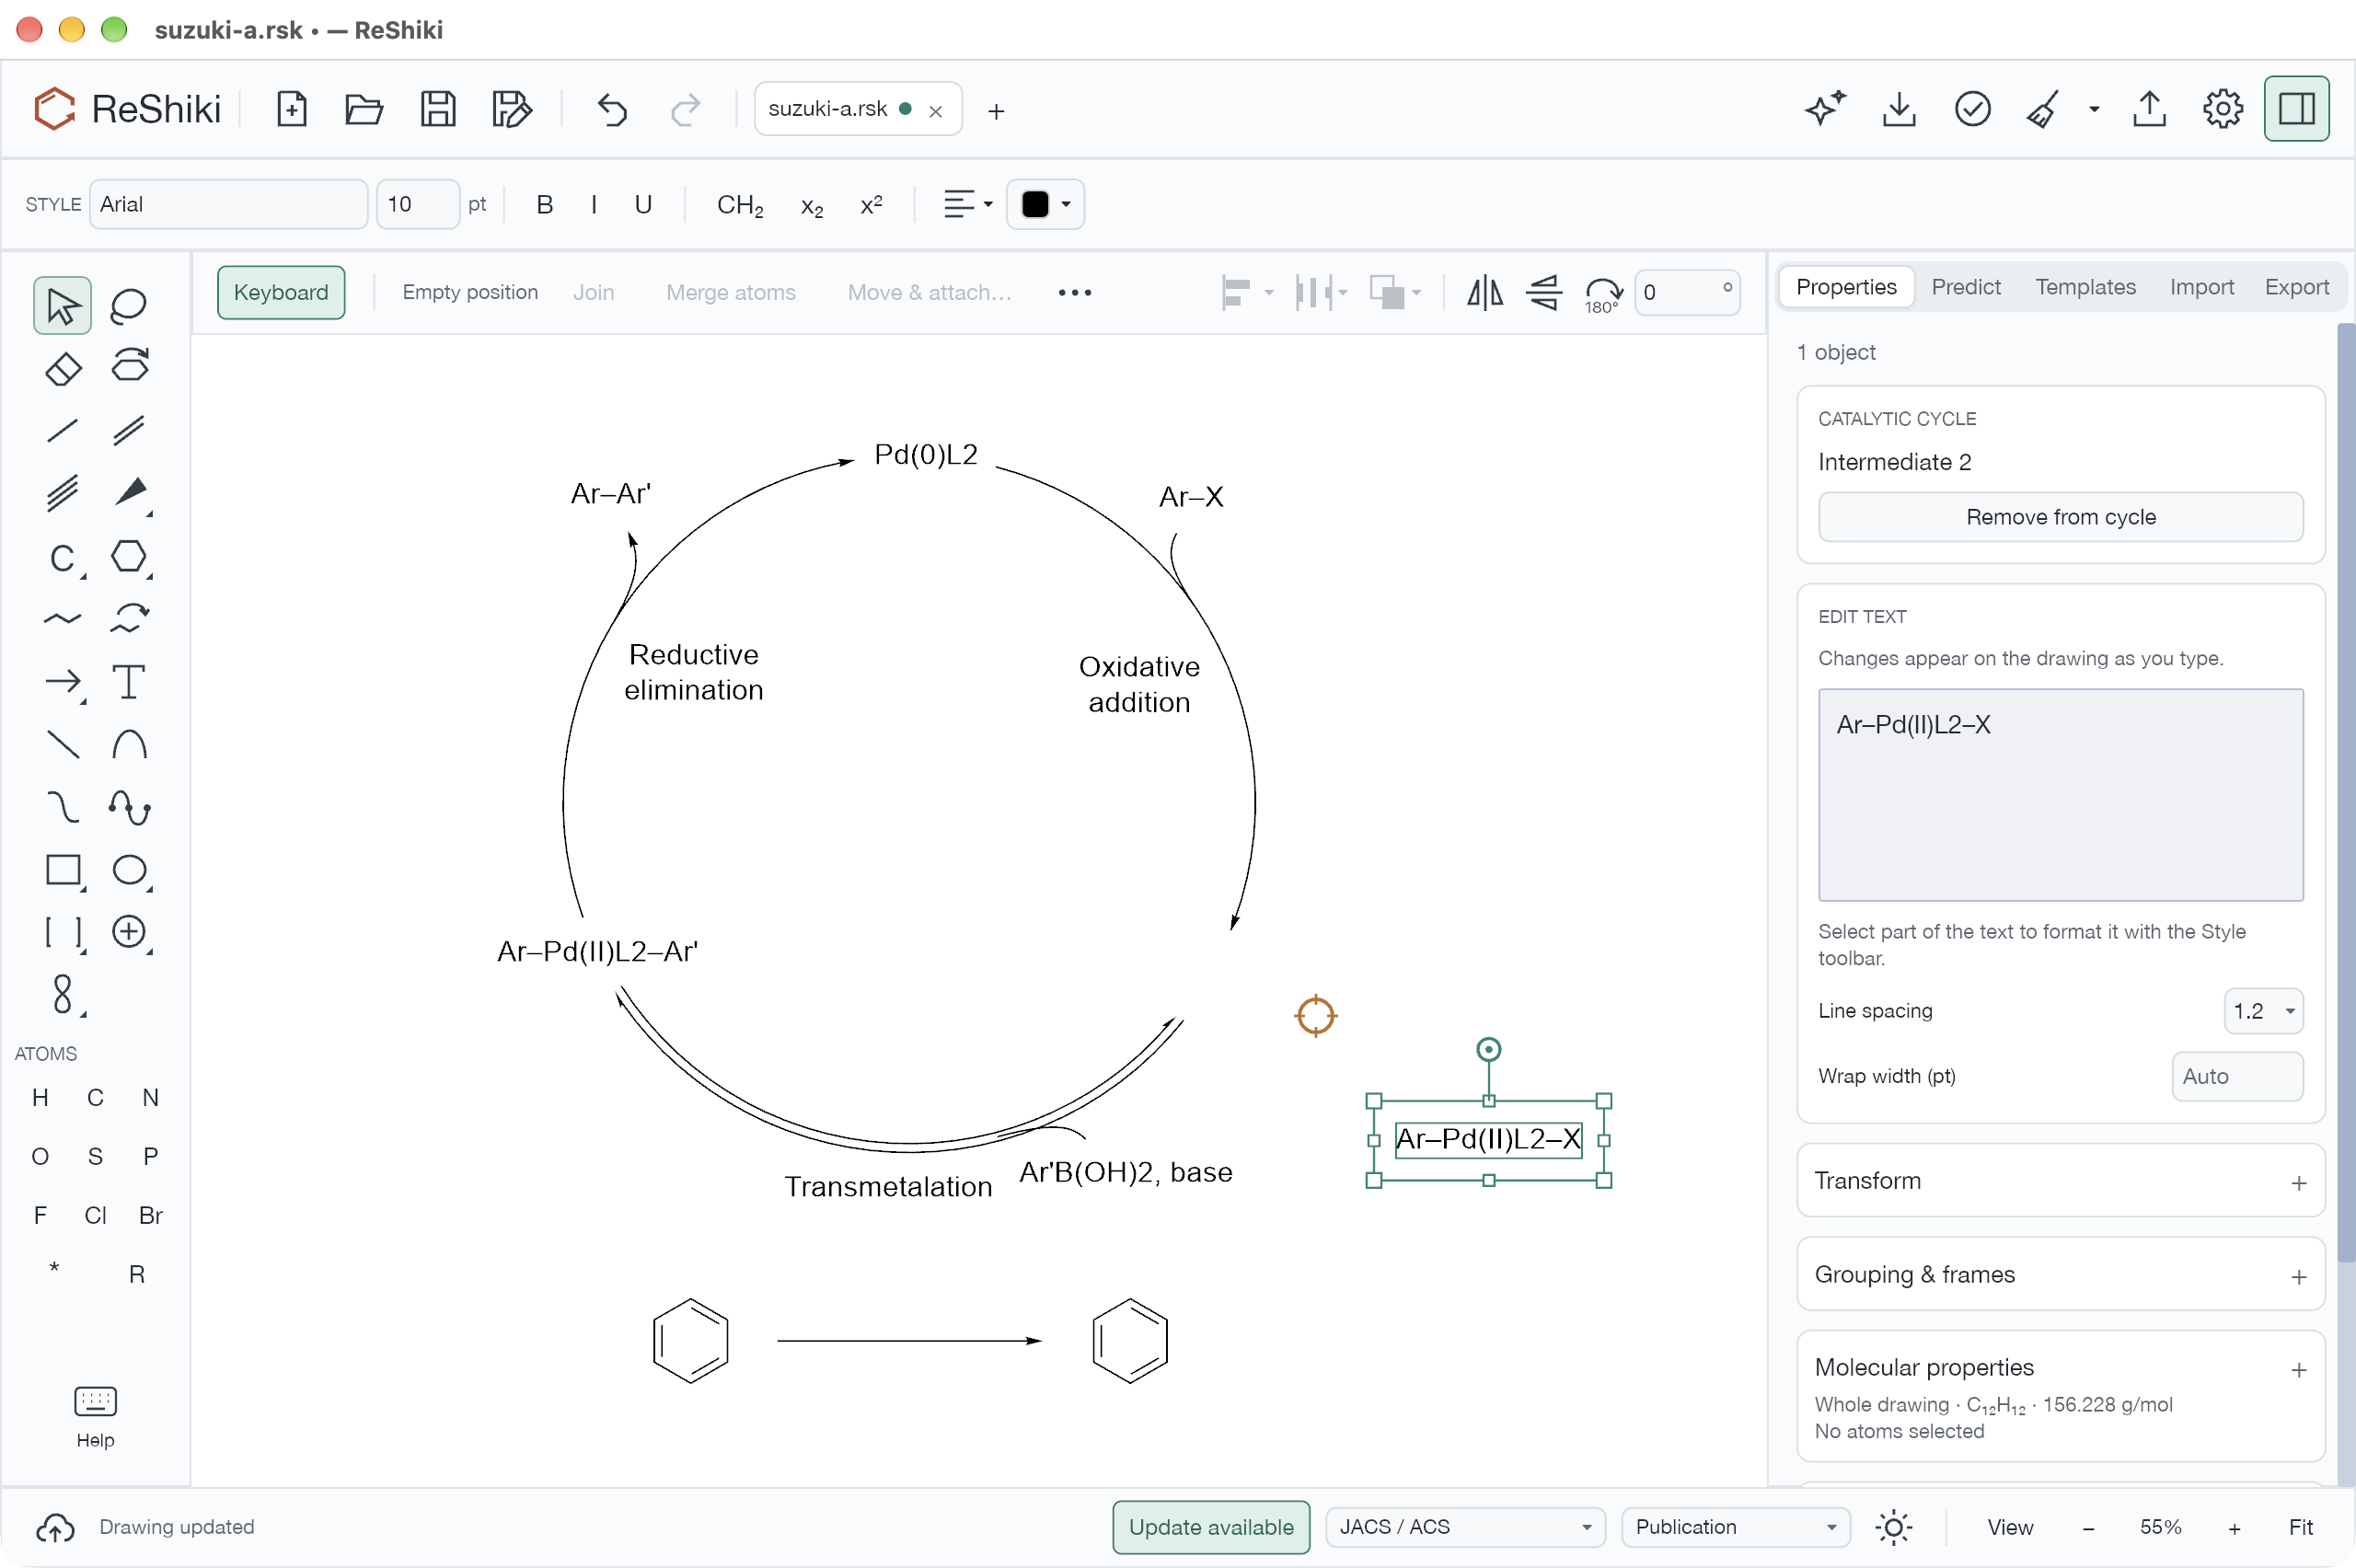 suzuki-a.rsk • — ReShiki
ReShiki
suzuki-a.rsk
STYLE Arial 10 pt B I U CH₂ x₂ x²
Keyboard Empty position Join Merge atoms Move & attach... 180° 0 °
Properties Predict Templates Import Export
1 object
CATALYTIC CYCLE
Intermediate 2
Remove from cycle
EDIT TEXT
Changes appear on the drawing as you type.
Ar–Pd(II)L2–X
Select part of the text to format it with the Style
toolbar.
Line spacing 1.2
Wrap width (pt) Auto
Transform +
Grouping & frames +
Molecular properties +
Whole drawing · C₁₂H₁₂ · 156.228 g/mol
No atoms selected
C
T
ATOMS
H C N
O S P
F Cl Br
* R
Help
Pd(0)L2
Ar–Ar'
Ar–X
Reductive
elimination
Oxidative
addition
Ar–Pd(II)L2–Ar'
Ar–Pd(II)L2–X
Transmetalation
Ar'B(OH)2, base
Drawing updated
Update available JACS / ACS Publication View – 55% + Fit